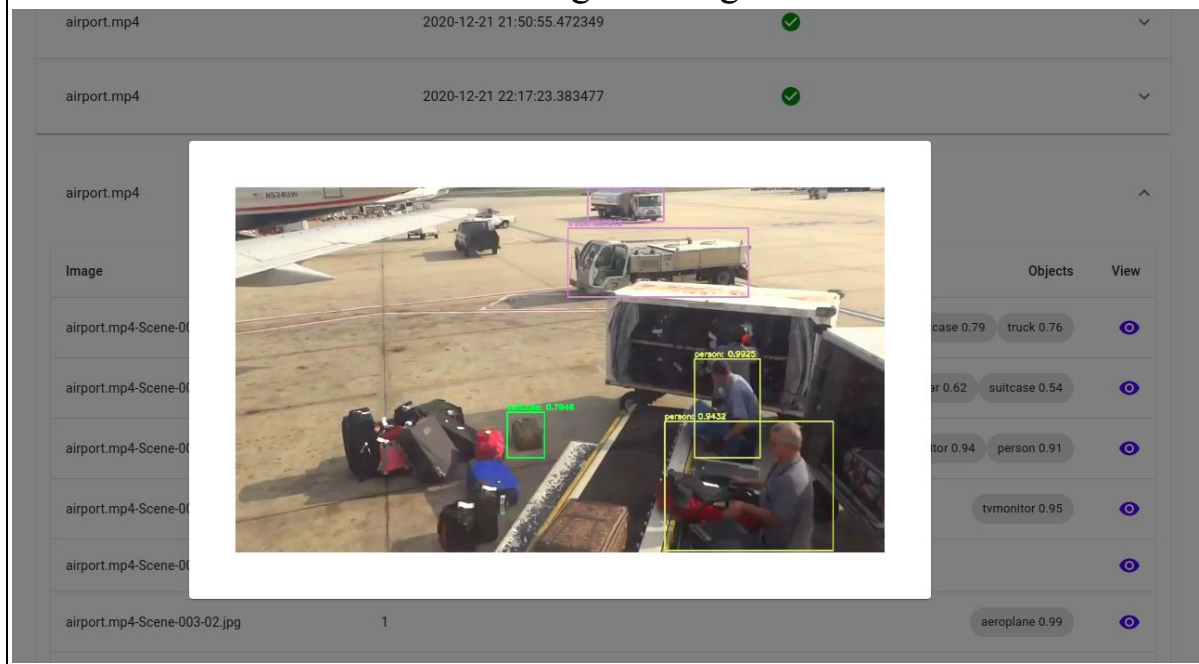 airport.mp4 2020-12-21 21:50:55.472349
airport.mp4 2020-12-21 22:17:23.383477
airport.mp4
N534UW
Image Objects View
airport.mp4-Scene-00 case 0.79 truck 0.76
person: 0.9925
airport.mp4-Scene-00 ar 0.62 suitcase 0.54
0.7946
person: 0.9432
airport.mp4-Scene-00 itor 0.94 person 0.91
airport.mp4-Scene-00 tvmonitor 0.95
airport.mp4-Scene-00
airport.mp4-Scene-003-02.jpg 1 aeroplane 0.99